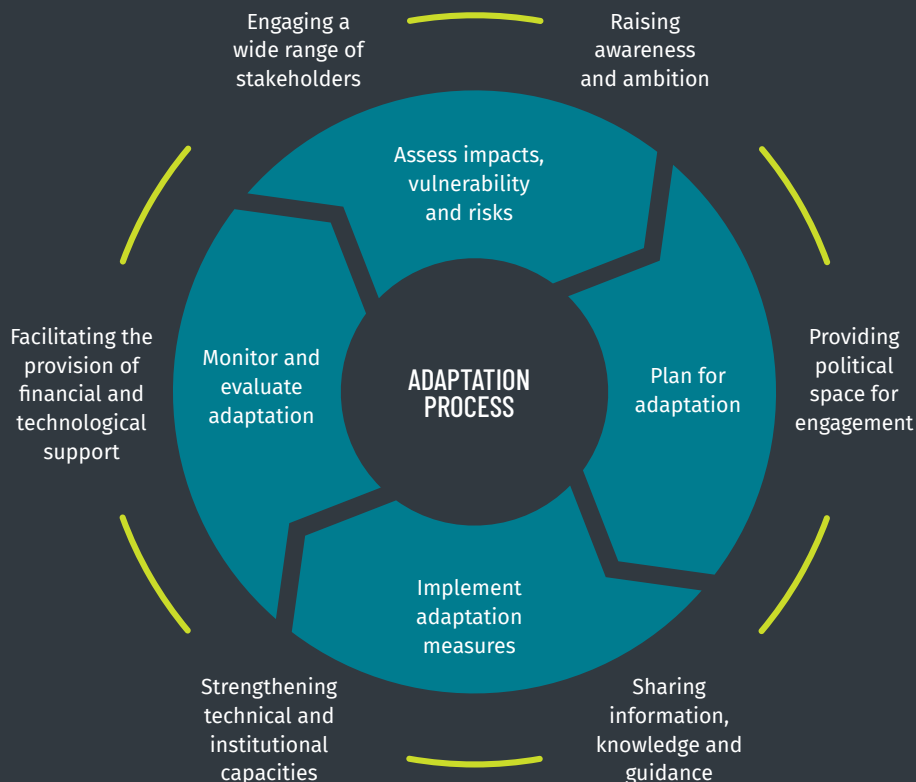 Engaging a
wide range of
stakeholders
Raising
awareness
and ambition
Assess impacts,
vulnerability
and risks
Facilitating the
provision of
financial and
technological
support
Monitor and
evaluate
adaptation
ADAPTATION
PROCESS
Plan for
adaptation
Providing
political
space for
engagement
Implement
adaptation
measures
Strengthening
technical and
institutional
capacities
Sharing
information,
knowledge and
guidance